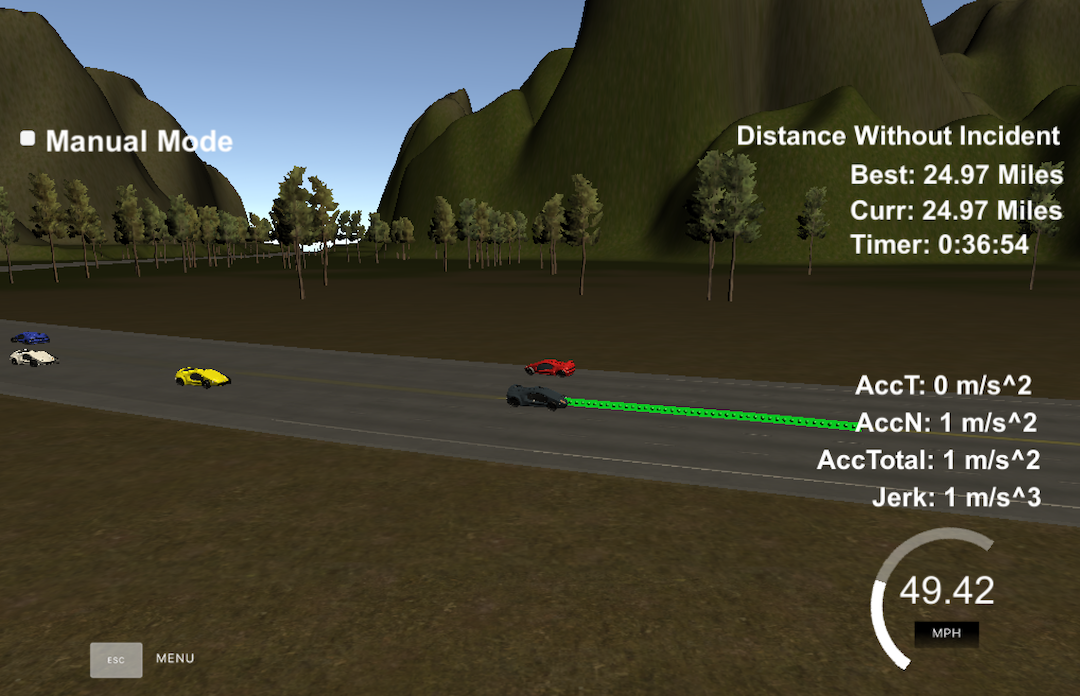 Manual Mode
Distance Without Incident
Best: 24.97 Miles
Curr: 24.97 Miles
Timer: 0:36:54
AccT: 0 m/s^2
AccN: 1 m/s^2
AccTotal: 1 m/s^2
Jerk: 1 m/s^3
49.42
MPH
ESC MENU